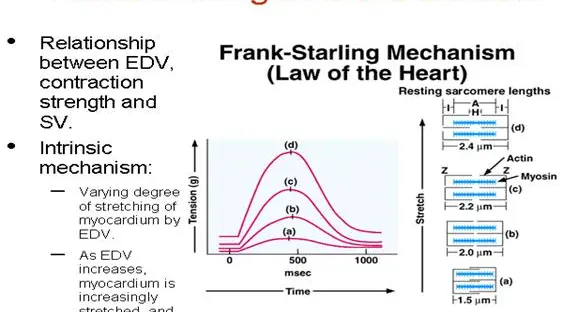 • Relationship
between EDV,
contraction
strength and
SV.
• Intrinsic
mechanism:
– Varying degree
of stretching of
myocardium by
EDV.
– As EDV
increases,
myocardium is
increasingly
stretched, and
Frank-Starling Mechanism
(Law of the Heart)
Resting sarcomere lengths
Tension (g)
(d)
(c)
(b)
(a)
0 500 1000
msec
Time
Stretch
I A I
H
(d)
2.4 μm
Actin
Z Z
Myosin
(c)
2.2 μm
(b)
2.0 μm
(a)
1.5 μm